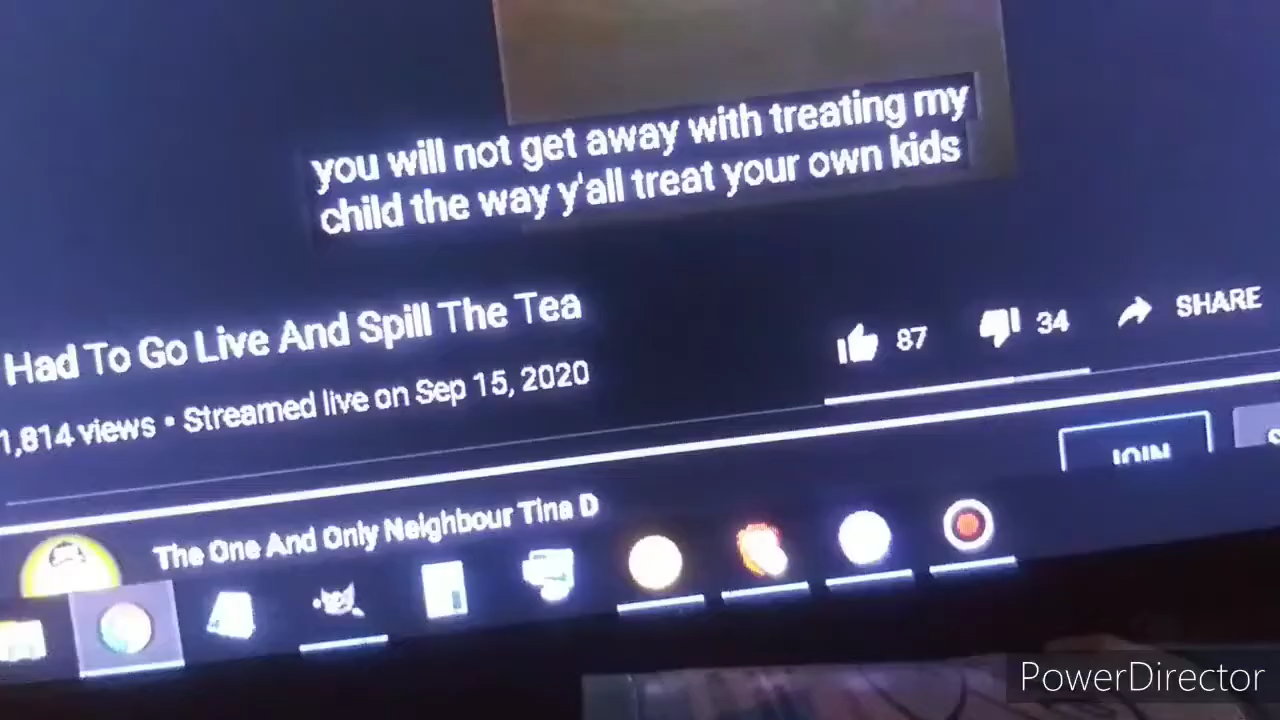 you will not get away with treating my
child the way y'all treat your own kids
Had To Go Live And Spill The Tea
1,814 views • Streamed live on Sep 15, 2020
87
34
SHARE
JOIN
The One And Only Neighbour Tina D
PowerDirector